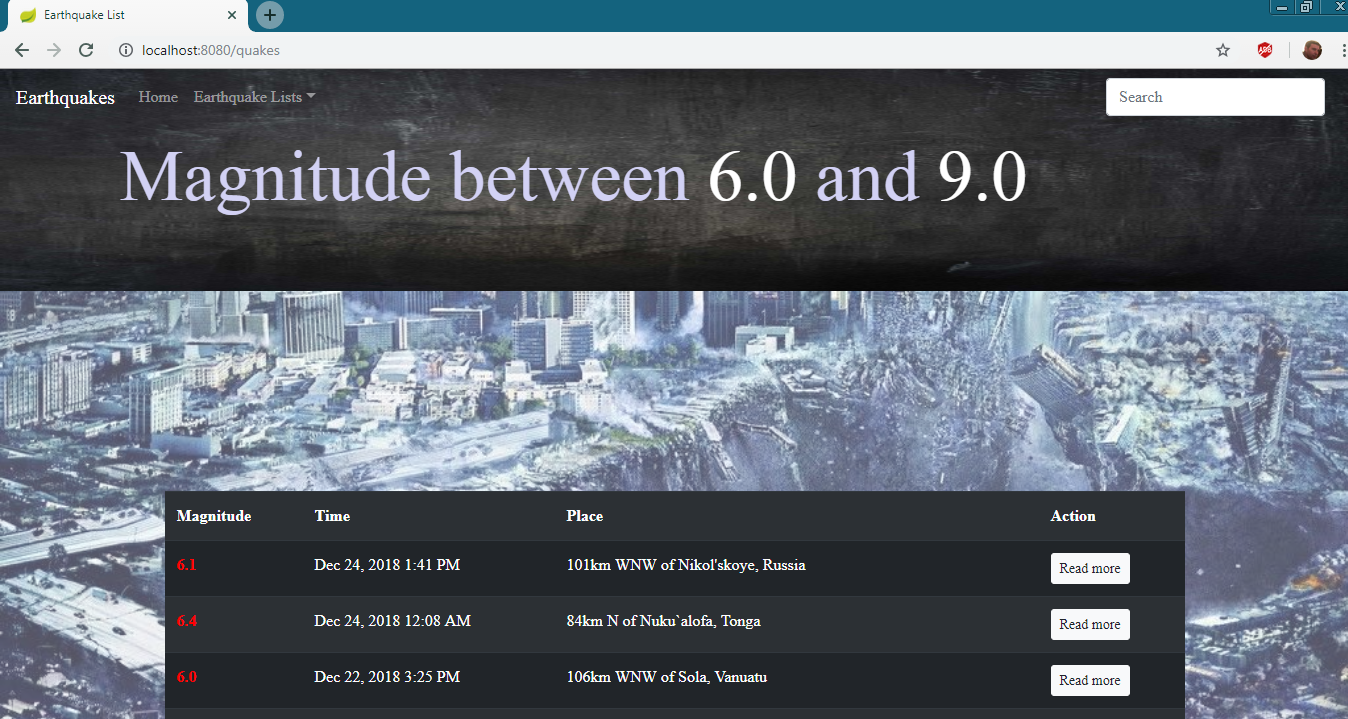 Earthquake List
localhost:8080/quakes
ABP
Earthquakes Home Earthquake Lists Search
Magnitude between 6.0 and 9.0
Magnitude Time Place Action
6.1 Dec 24, 2018 1:41 PM 101km WNW of Nikol'skoye, Russia Read more
6.4 Dec 24, 2018 12:08 AM 84km N of Nuku`alofa, Tonga Read more
6.0 Dec 22, 2018 3:25 PM 106km WNW of Sola, Vanuatu Read more